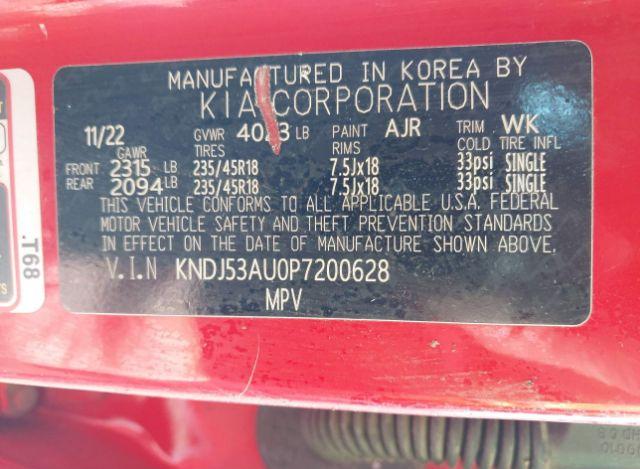 MANUFACTURED IN KOREA BY
KIA CORPORATION
11/22 GVWR 4023 LB PAINT AJR TRIM WK
GAWR TIRES RIMS COLD TIRE INFL
FRONT 2315 LB 235/45R18 7.5Jx18 33psi SINGLE
REAR 2094 LB 235/45R18 7.5Jx18 33psi SINGLE
THIS VEHICLE CONFORMS TO ALL APPLICABLE U.S.A. FEDERAL
MOTOR VEHICLE SAFETY AND THEFT PREVENTION STANDARDS
IN EFFECT ON THE DATE OF MANUFACTURE SHOWN ABOVE.
V.I.N KNDJ53AU0P7200628
MPV
.T68